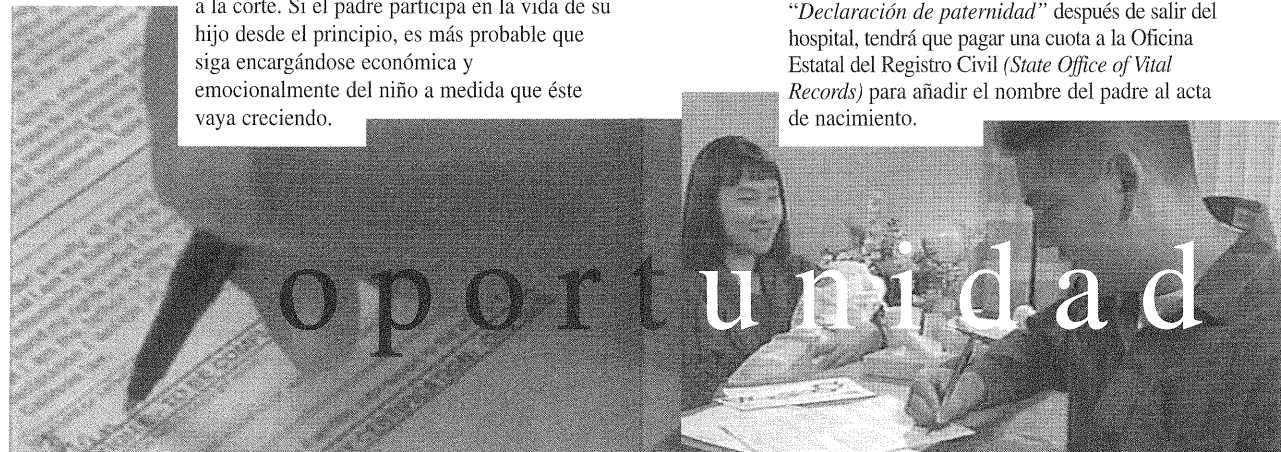 a la corte. Si el padre participa en la vida de su
hijo desde el principio, es más probable que
siga encargándose económica y
emocionalmente del niño a medida que éste
vaya creciendo.
“Declaración de paternidad” después de salir del
hospital, tendrá que pagar una cuota a la Oficina
Estatal del Registro Civil (State Office of Vital
Records) para añadir el nombre del padre al acta
de nacimiento.
oportunidad